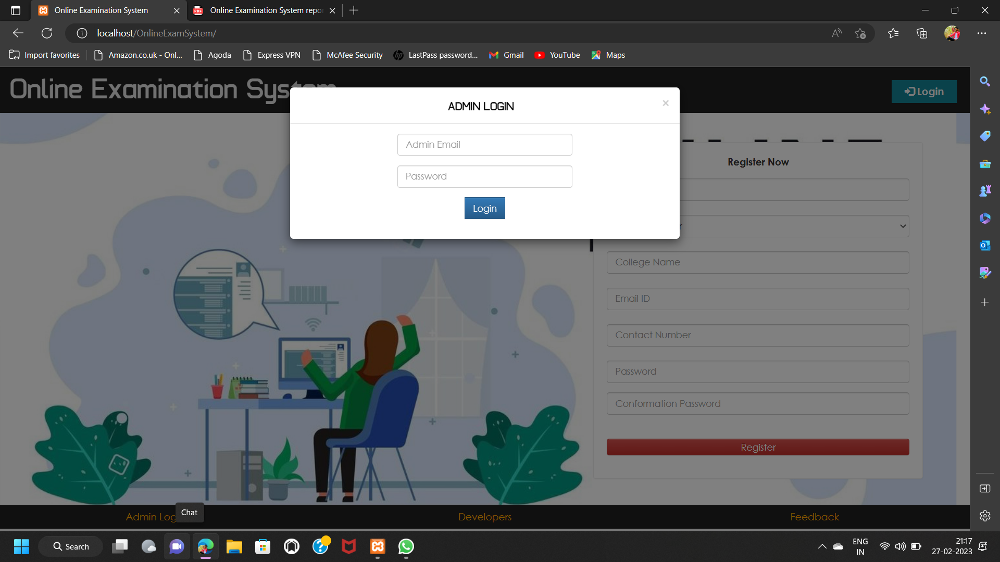 Online Examination System
Online Examination System repo
localhost/OnlineExamSystem/
Import favorites
Amazon.co.uk - Onl...
Agoda
Express VPN
McAfee Security
LastPass password...
Gmail
YouTube
Maps
Online Examination System
Login
ADMIN LOGIN
×
Admin Email
Password
Login
Register Now
College Name
Email ID
Contact Number
Password
Conformation Password
Register
Admin Log
Chat
Developers
Feedback
Search
ENG
IN
21:17
27-02-2023